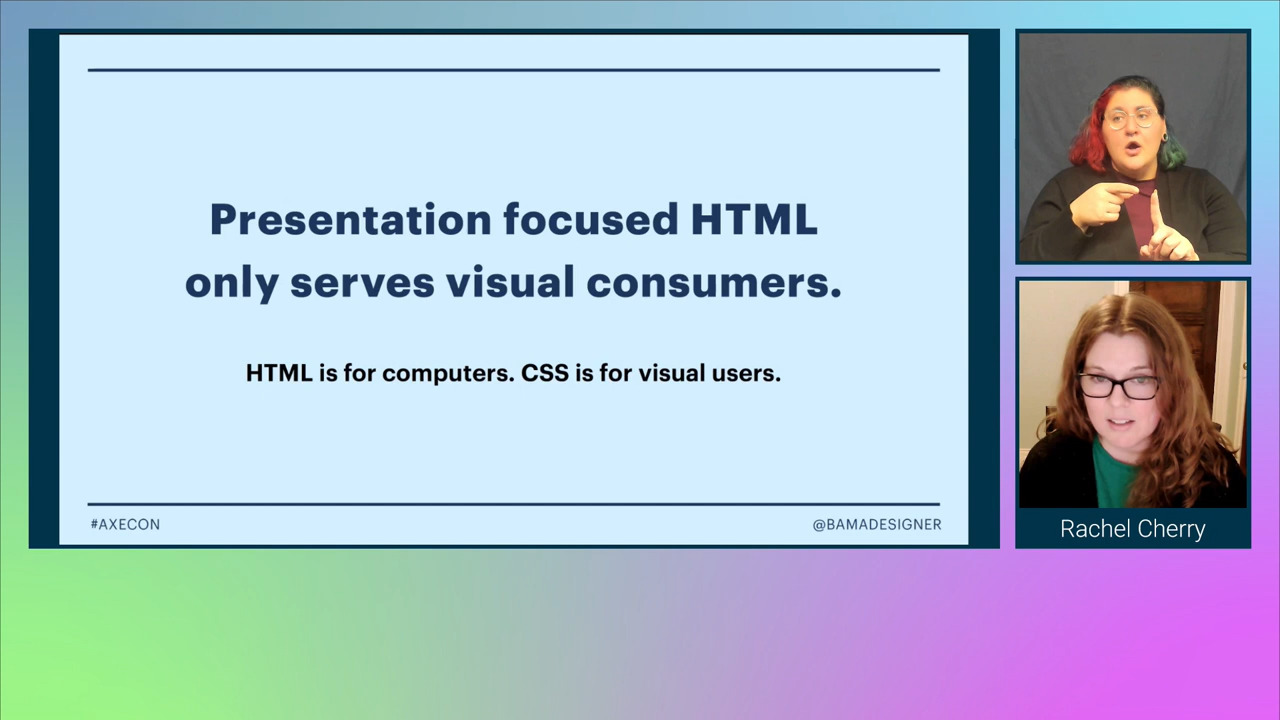 Presentation focused HTML
only serves visual consumers.
HTML is for computers. CSS is for visual users.
#AXECON
@BAMADESIGNER
Rachel Cherry